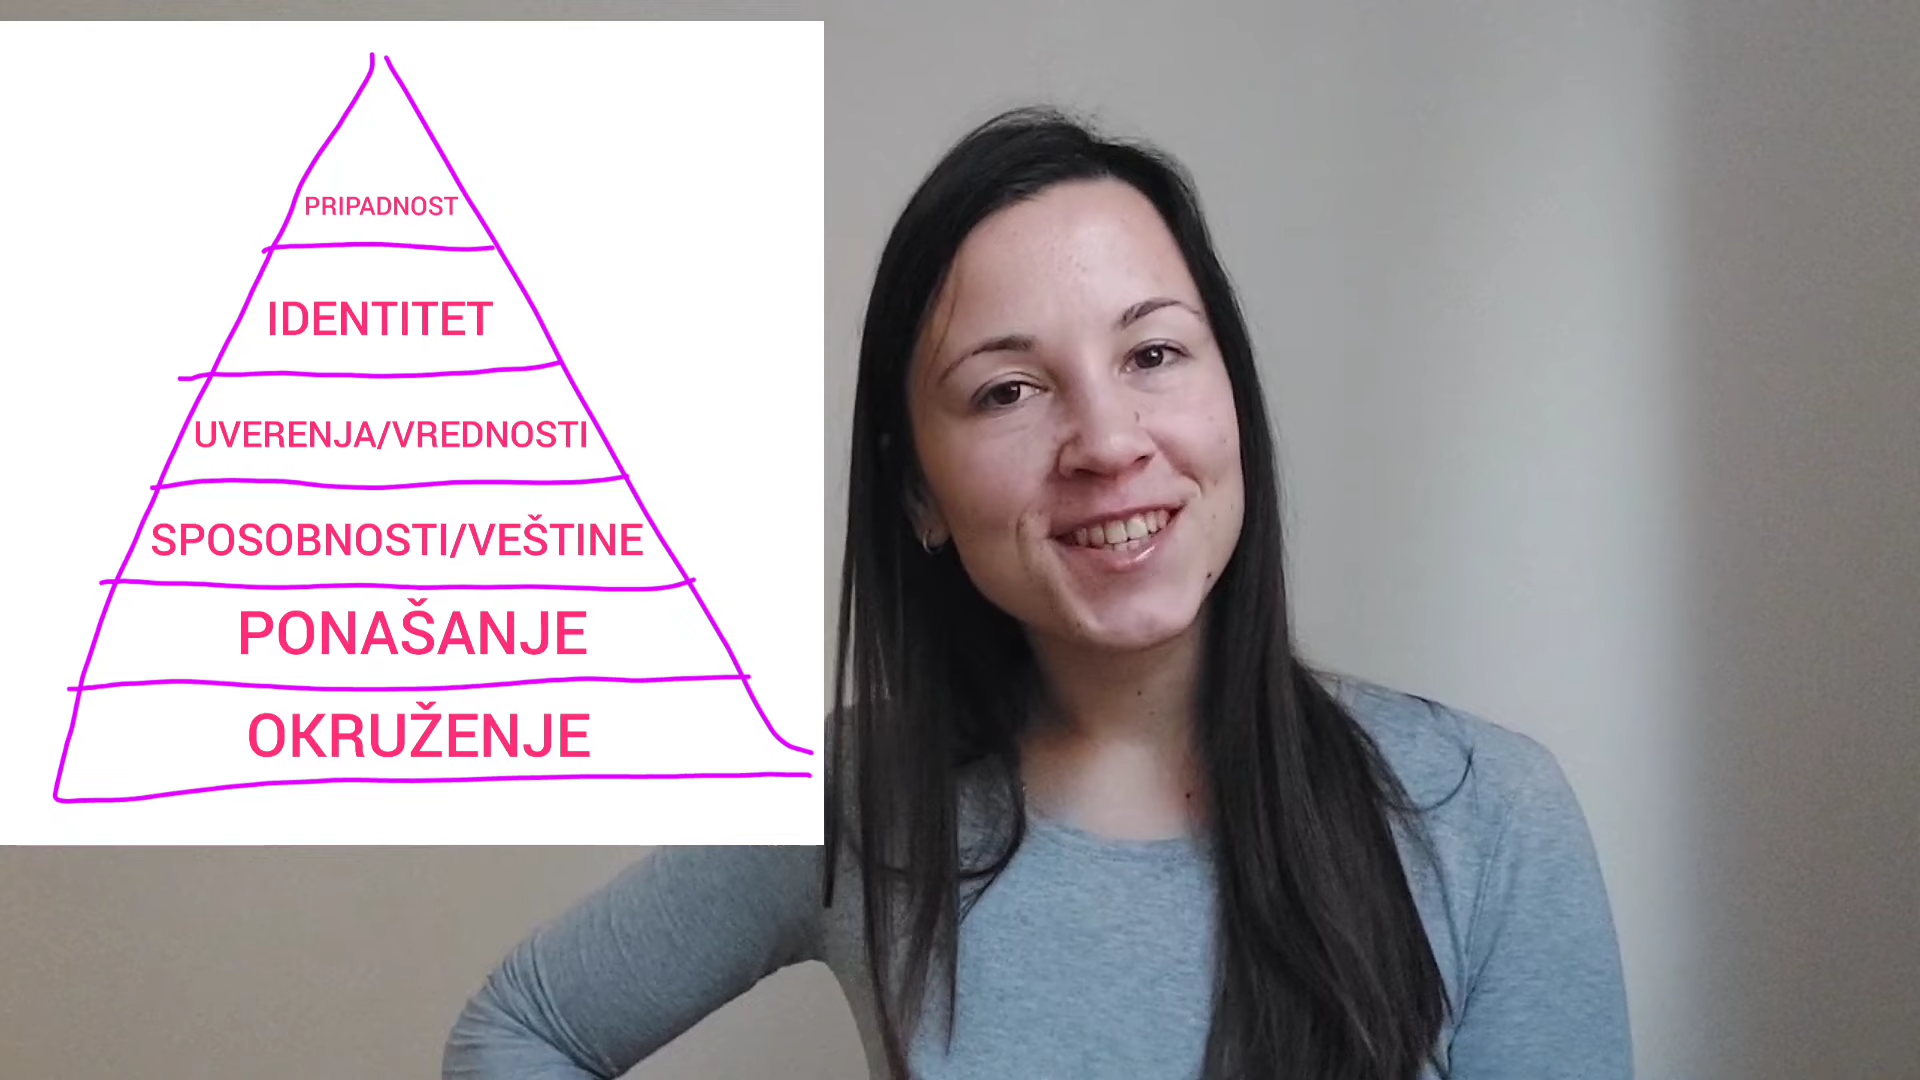 PRIPADNOST
IDENTITET
UVERENJA/VREDNOSTI
SPOSOBNOSTI/VEŠTINE
PONAŠANJE
OKRUŽENJE